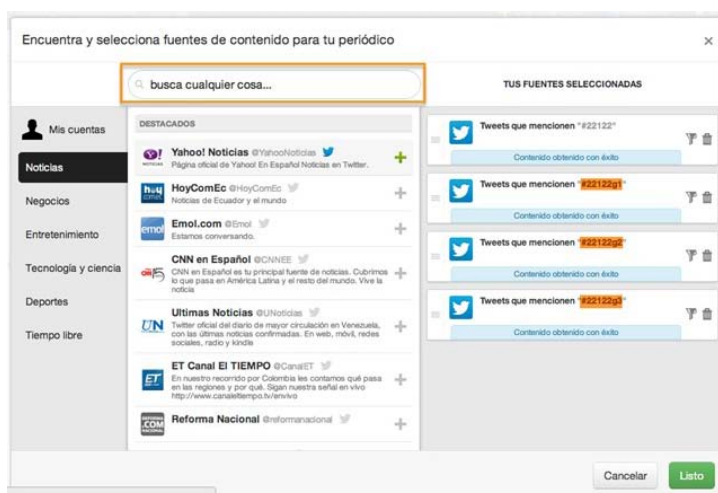 Encuentra y selecciona fuentes de contenido para tu periódico
busca cualquier cosa...
TUS FUENTES SELECCIONADAS
Mis cuentas
Noticias
Negocios
Entretenimiento
Tecnología y ciencia
Deportes
Tiempo libre
DESTACADOS
Yahoo! Noticias @YahooNoticias
Página oficial de Yahoo! En Español Noticias en Twitter.
HoyComEc @HoyComEc
Noticias de Ecuador y el mundo
Emol.com @Emol
Estamos conversando.
CNN en Español @CNNEE
CNN en Español es tu principal fuente de noticias. Cubrimos
lo que pasa en América Latina y el resto del mundo. Vive la
noticia
Ultimas Noticias @UNoticias
Twitter oficial del diario de mayor circulación en Venezuela,
con las últimas noticias confirmadas. En web, móvil, redes
sociales, radio y kindle
ET Canal El TIEMPO @CanalET
En nuestro recorrido por Colombia les contamos qué pasa
en las regiones y por qué. Sigan nuestra señal en vivo
http://www.canaleltiempo.tv/envivo
Reforma Nacional @reformanacional
Tweets que mencionen "#22122"
Contenido obtenido con éxito
Tweets que mencionen "#22122g1"
Contenido obtenido con éxito
Tweets que mencionen "#22122g2"
Contenido obtenido con éxito
Tweets que mencionen "#22122g3"
Contenido obtenido con éxito
Cancelar
Listo